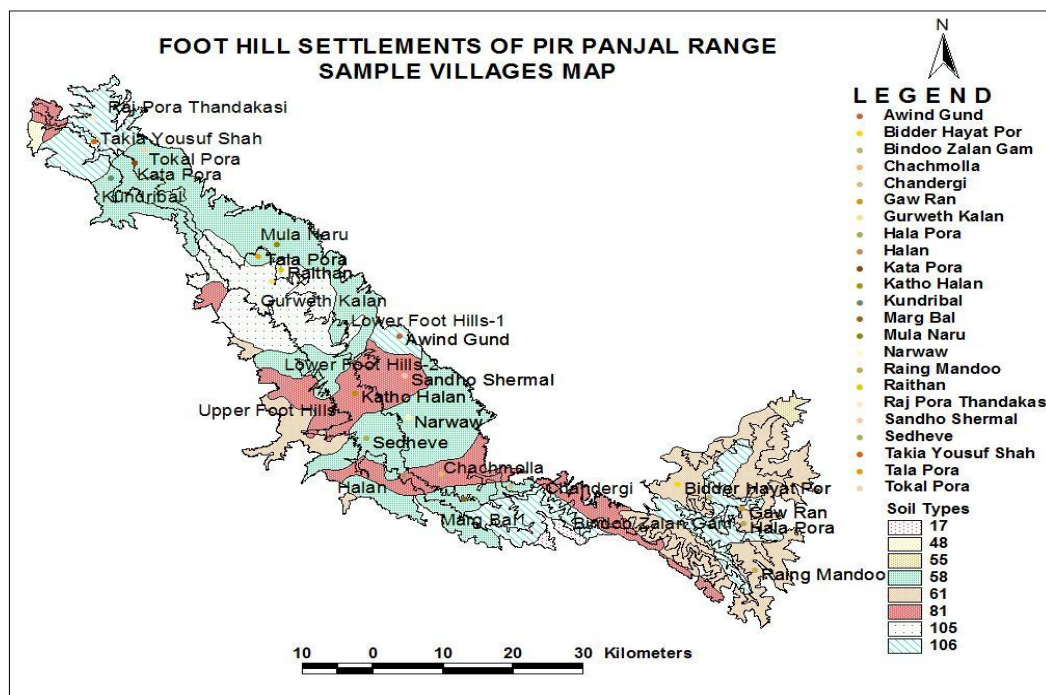 FOOT HILL SETTLEMENTS OF PIR PANJAL RANGE
SAMPLE VILLAGES MAP
N
Raj Pora Thandakasi
Takia Yousuf Shah
Tokal Pora
Kata Pora
Kundribal
Mula Naru
Tala Pora
Raithan
Gurweth Kalan
Lower Foot Hills-1
Awind Gund
Lower Foot Hills-2
Sandho Shermal
Katho Halan
Upper Foot Hills
Narwaw
Sedheve
Chachmolla
Halan
Chandergi
Marg Bal
Bidder Hayat Por
Gaw Ran
Bindoo Zalan Gam
Hala Pora
Raing Mandoo
10 0 10 20 30 Kilometers
LEGEND
Awind Gund
Bidder Hayat Por
Bindoo Zalan Gam
Chachmolla
Chandergi
Gaw Ran
Gurweth Kalan
Hala Pora
Halan
Kata Pora
Katho Halan
Kundribal
Marg Bal
Mula Naru
Narwaw
Raing Mandoo
Raithan
Raj Pora Thandakas
Sandho Shermal
Sedheve
Takia Yousuf Shah
Tala Pora
Tokal Pora
Soil Types
17
48
55
58
61
81
105
106